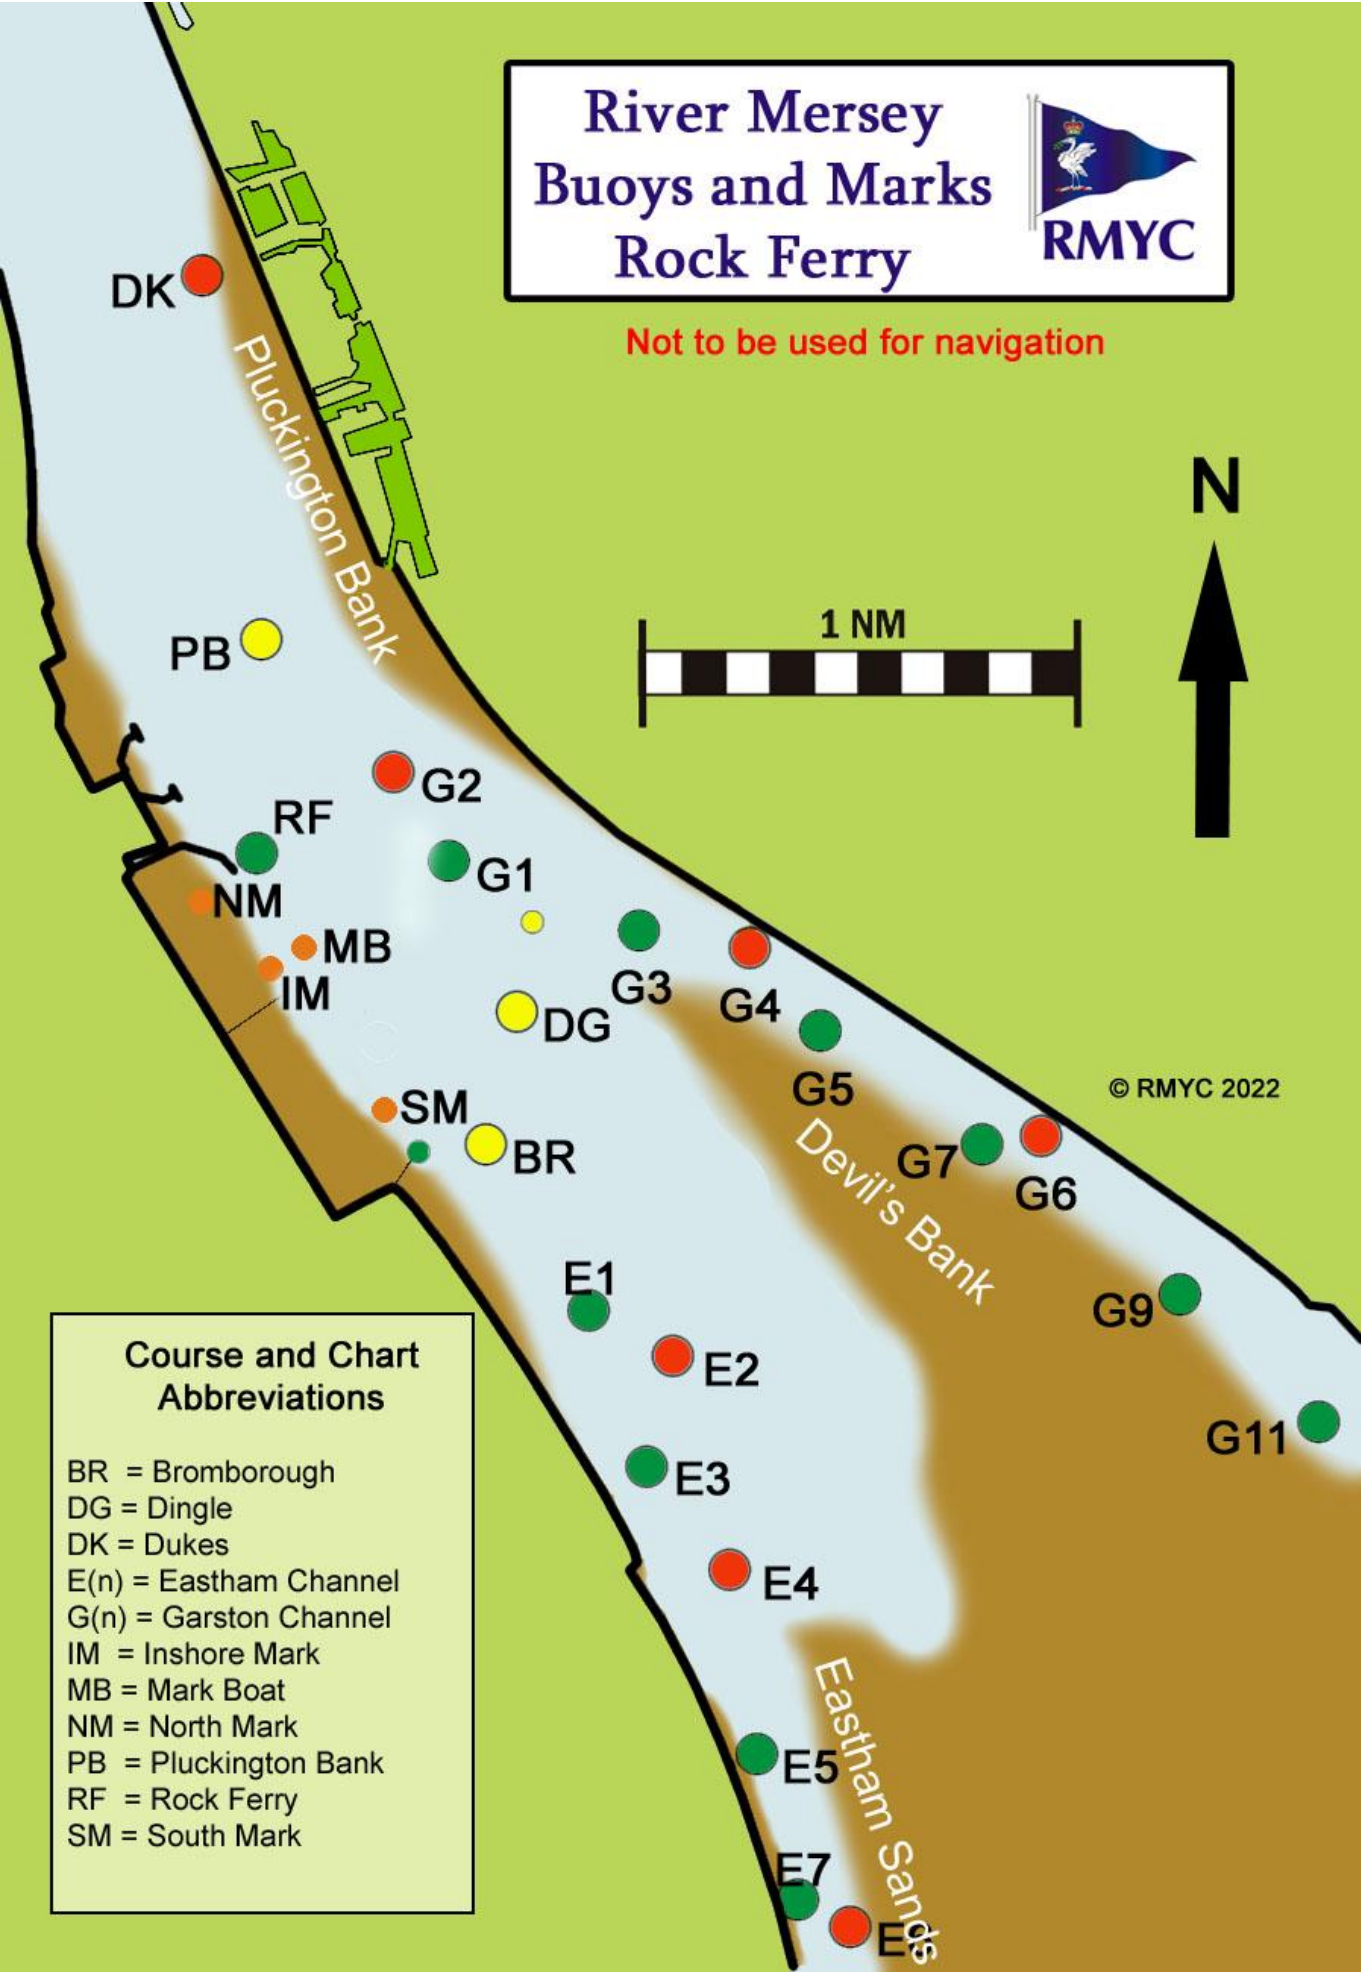 River Mersey
Buoys and Marks
Rock Ferry
RMYC
Not to be used for navigation
DK
Pluckington Bank
N
1 NM
PB
G2
RF
G1
NM
MB
G3
IM
G4
DG
G5
© RMYC 2022
SM
BR
Devil's Bank
G7
G6
E1
G9
E2
G11
E3
E4
Eastham Sands
E5
E7
Course and Chart
Abbreviations
BR = Bromborough
DG = Dingle
DK = Dukes
E(n) = Eastham Channel
G(n) = Garston Channel
IM = Inshore Mark
MB = Mark Boat
NM = North Mark
PB = Pluckington Bank
RF = Rock Ferry
SM = South Mark